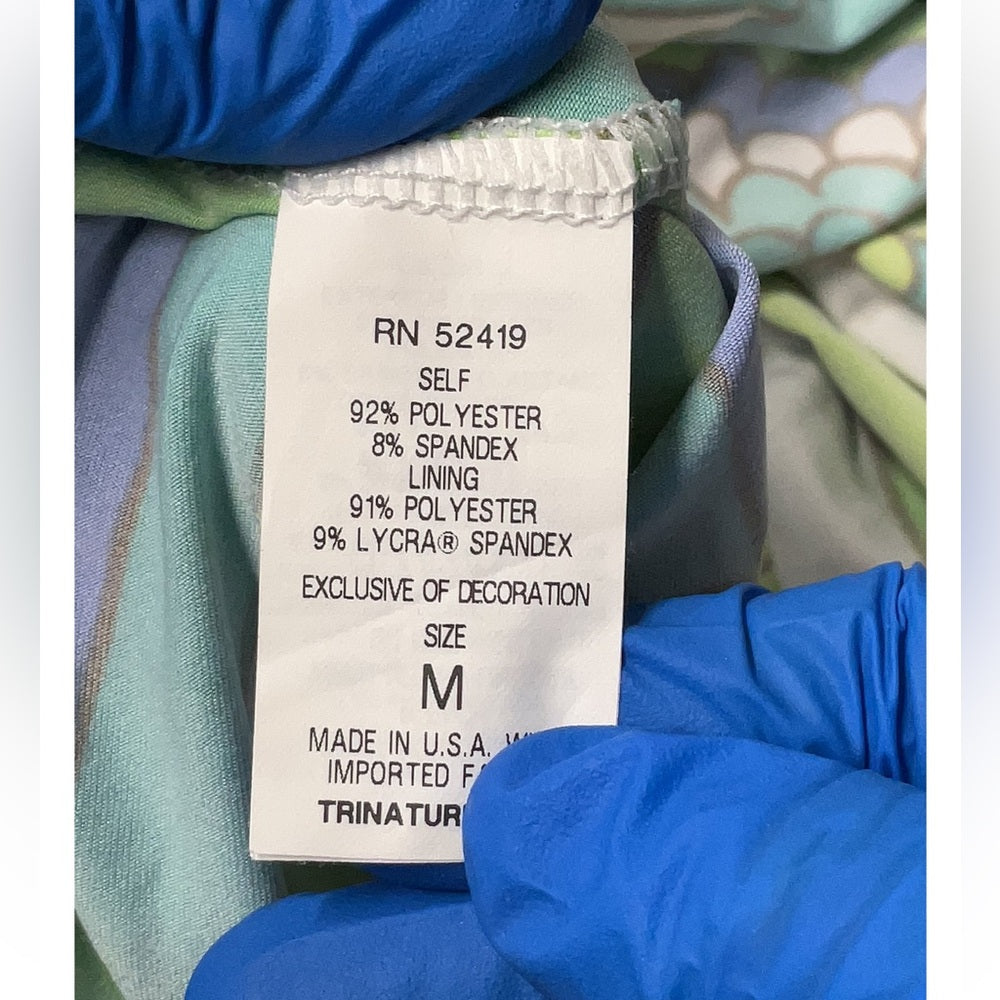 RN 52419
SELF
92% POLYESTER
8% SPANDEX
LINING
91% POLYESTER
9% LYCRA® SPANDEX
EXCLUSIVE OF DECORATION
SIZE
M
MADE IN U.S.A.
IMPORTED